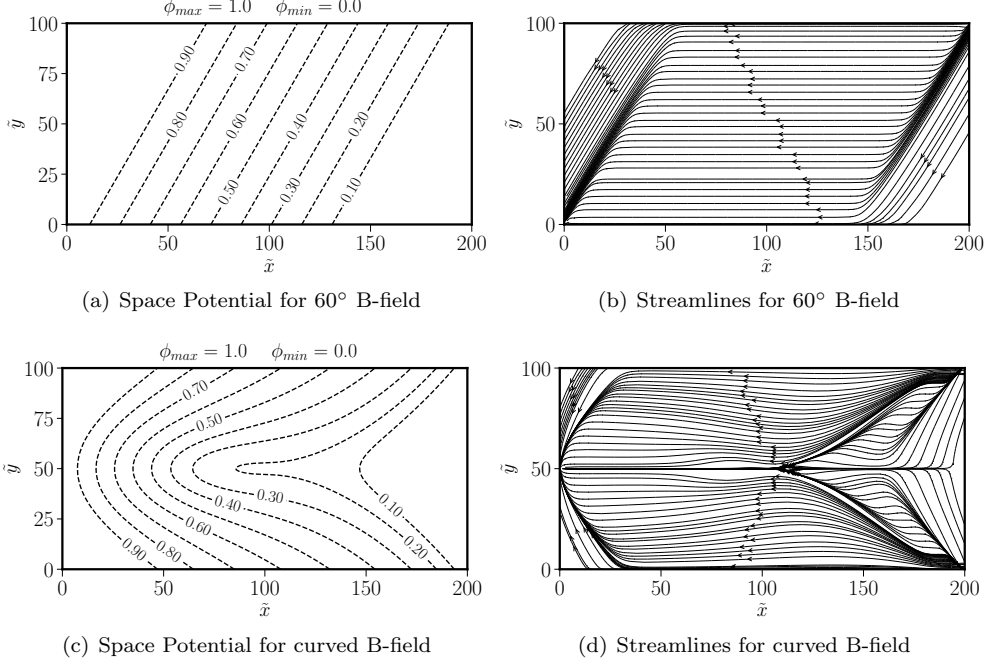 ϕmax = 1.0 ϕmin = 0.0
100
75
50
25
0
ỹ
0.90
0.80
0.70
0.60
0.50
0.40
0.30
0.20
0.10
0 50 100 150 200
x̃
(a) Space Potential for 60° B-field
100
50
0
ỹ
0 50 100 150 200
x̃
(b) Streamlines for 60° B-field
ϕmax = 1.0 ϕmin = 0.0
100
75
50
25
0
ỹ
0.70
0.50
0.30
0.40
0.60
0.80
0.90
0.10
0.20
0 50 100 150 200
x̃
(c) Space Potential for curved B-field
100
50
0
ỹ
0 50 100 150 200
x̃
(d) Streamlines for curved B-field